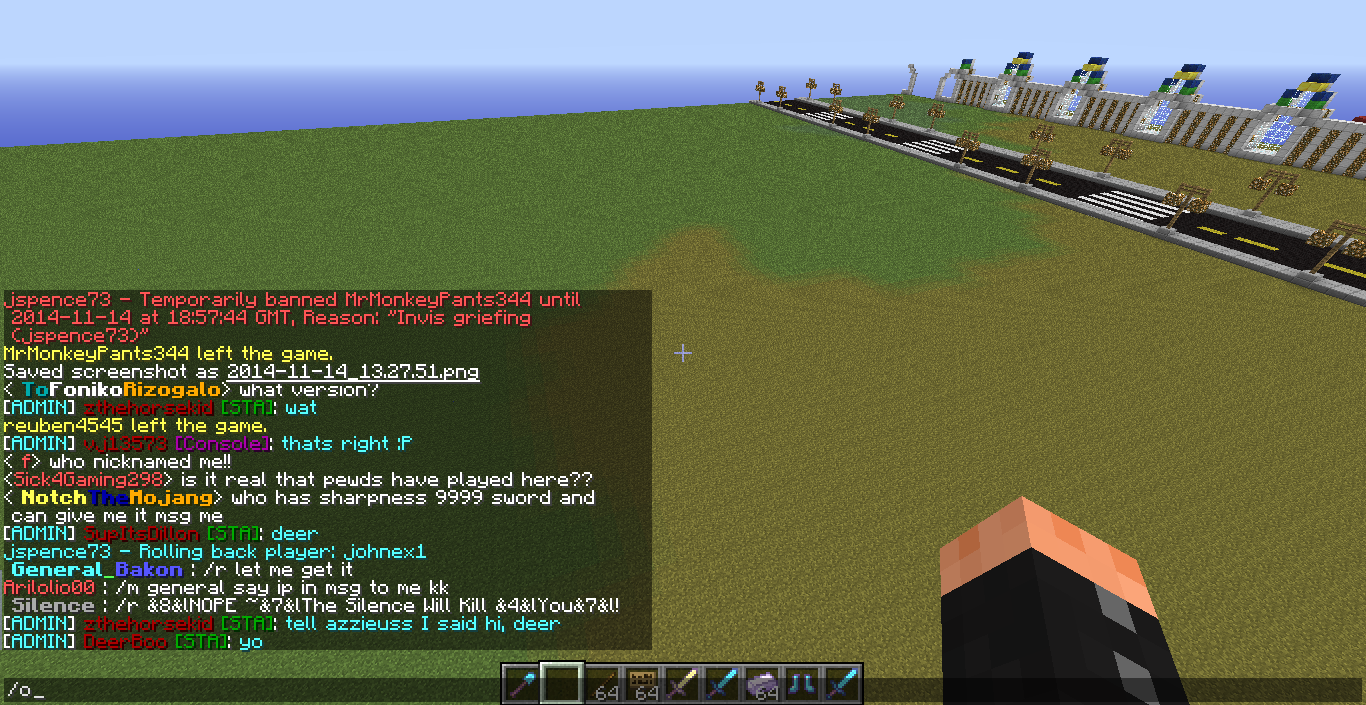 jspence73 - Temporarily banned MrMonkeyPants344 until
2014-11-14 at 18:57:44 GMT, Reason: "Invis griefing
(jspence73)"
MrMonkeyPants344 left the game.
Saved screenshot as 2014-11-14_13.27.51.png
< ToFonikoRizogalo> what version?
[ADMIN] zthehorsekid [STA]: wat
reuben4545 left the game.
[ADMIN] vj13573 [Console]: thats right :P
< f> who nicknamed me!!
<Sick4Gaming298> is it real that pewds have played here??
< NotchTheMojang> who has sharpness 9999 sword and
can give me it msg me
[ADMIN] SupItsDillon [STA]: deer
jspence73 - Rolling back player: johnex1
General_Bakon : /r let me get it
Arilolio00 : /m general say ip in msg to me kk
Silence : /r &8&lNOPE ~&7&lThe Silence Will Kill &4&lYou&7&l!
[ADMIN] zthehorsekid [STA]: tell azzieuss I said hi, deer
[ADMIN] DeerBoo [STA]: yo
/o_
64 64 64